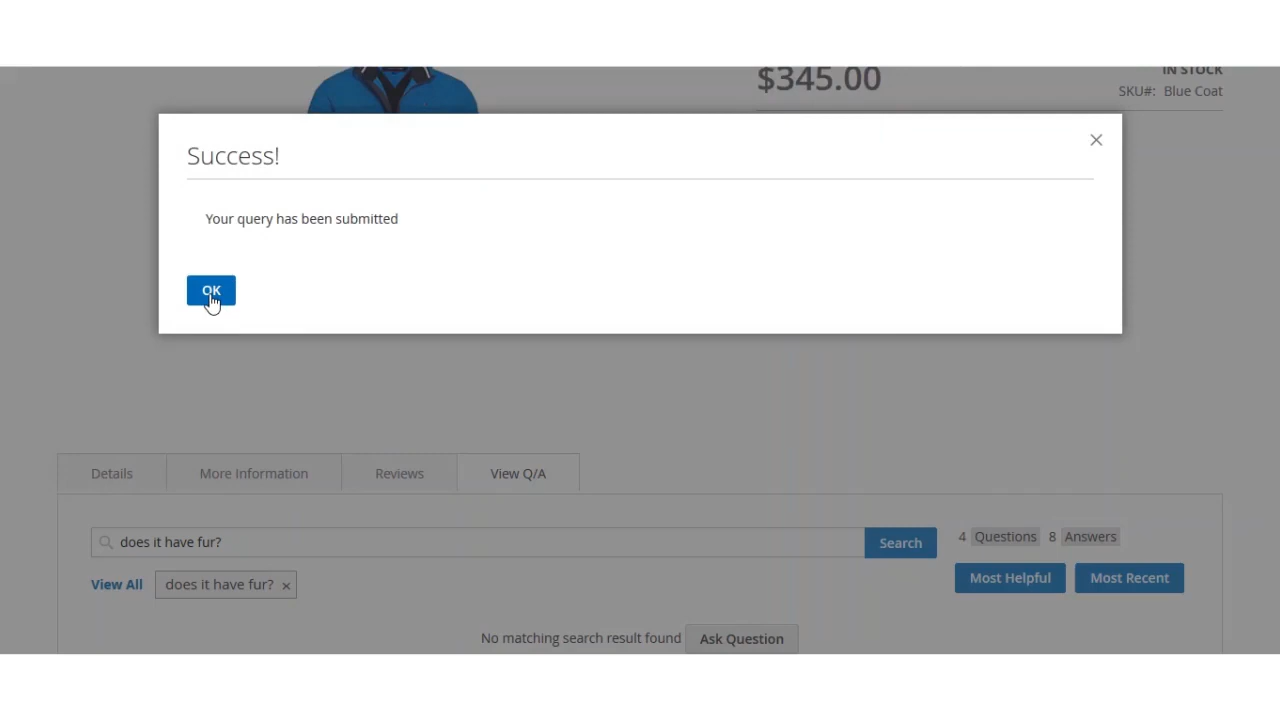 $345.00
IN STOCK
SKU#: Blue Coat
Success!
Your query has been submitted
OK
Details
More Information
Reviews
View Q/A
does it have fur?
Search
4 Questions 8 Answers
View All
does it have fur? ×
Most Helpful
Most Recent
No matching search result found
Ask Question